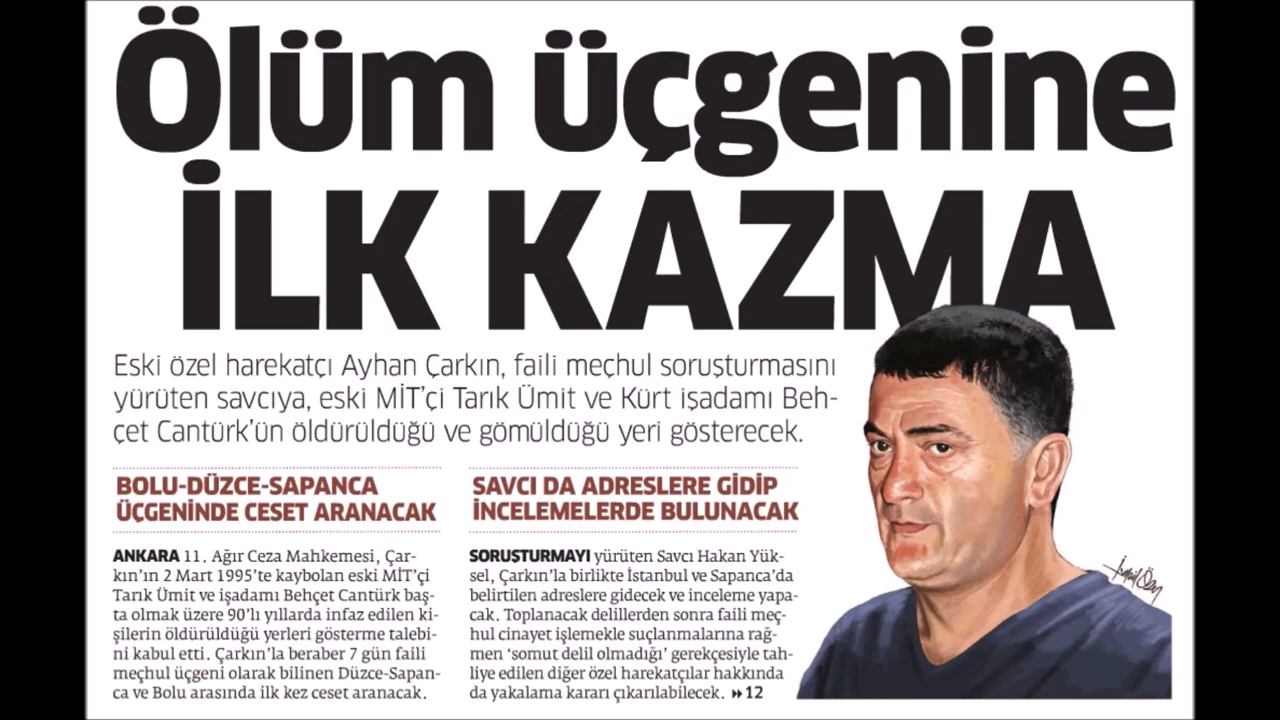 Ölüm üçgenine
İLK KAZMA
Eski özel harekatçı Ayhan Çarkın, faili meçhul soruşturmasını
yürüten savcıya, eski MİT’çi Tarık Ümit ve Kürt işadamı Beh-
çet Cantürk’ün öldürüldüğü ve gömüldüğü yeri gösterecek.
BOLU-DÜZCE-SAPANCA
ÜÇGENİNDE CESET ARANACAK
ANKARA 11. Ağır Ceza Mahkemesi, Çar-
kın’ın 2 Mart 1995’te kaybolan eski MİT’çi
Tarık Ümit ve işadamı Behçet Cantürk baş-
ta olmak üzere 90’lı yıllarda infaz edilen ki-
şilerin öldürüldüğü yerleri gösterme talebi-
ni kabul etti. Çarkın’la beraber 7 gün faili
meçhul üçgeni olarak bilinen Düzce-Sapan-
ca ve Bolu arasında ilk kez ceset aranacak.
SAVCI DA ADRESLERE GİDİP
İNCELEMELERDE BULUNACAK
SORUŞTURMAYI yürüten Savcı Hakan Yük-
sel, Çarkın’la birlikte İstanbul ve Sapanca’da
belirtilen adreslere gidecek ve inceleme yapa-
cak. Toplanacak delillerden sonra faili meç-
hul cinayet işlemekle suçlanmalarına rağ-
men ‘somut delil olmadığı’ gerekçesiyle tah-
liye edilen diğer özel harekatçılar hakkında
da yakalama kararı çıkarılabilecek. 12